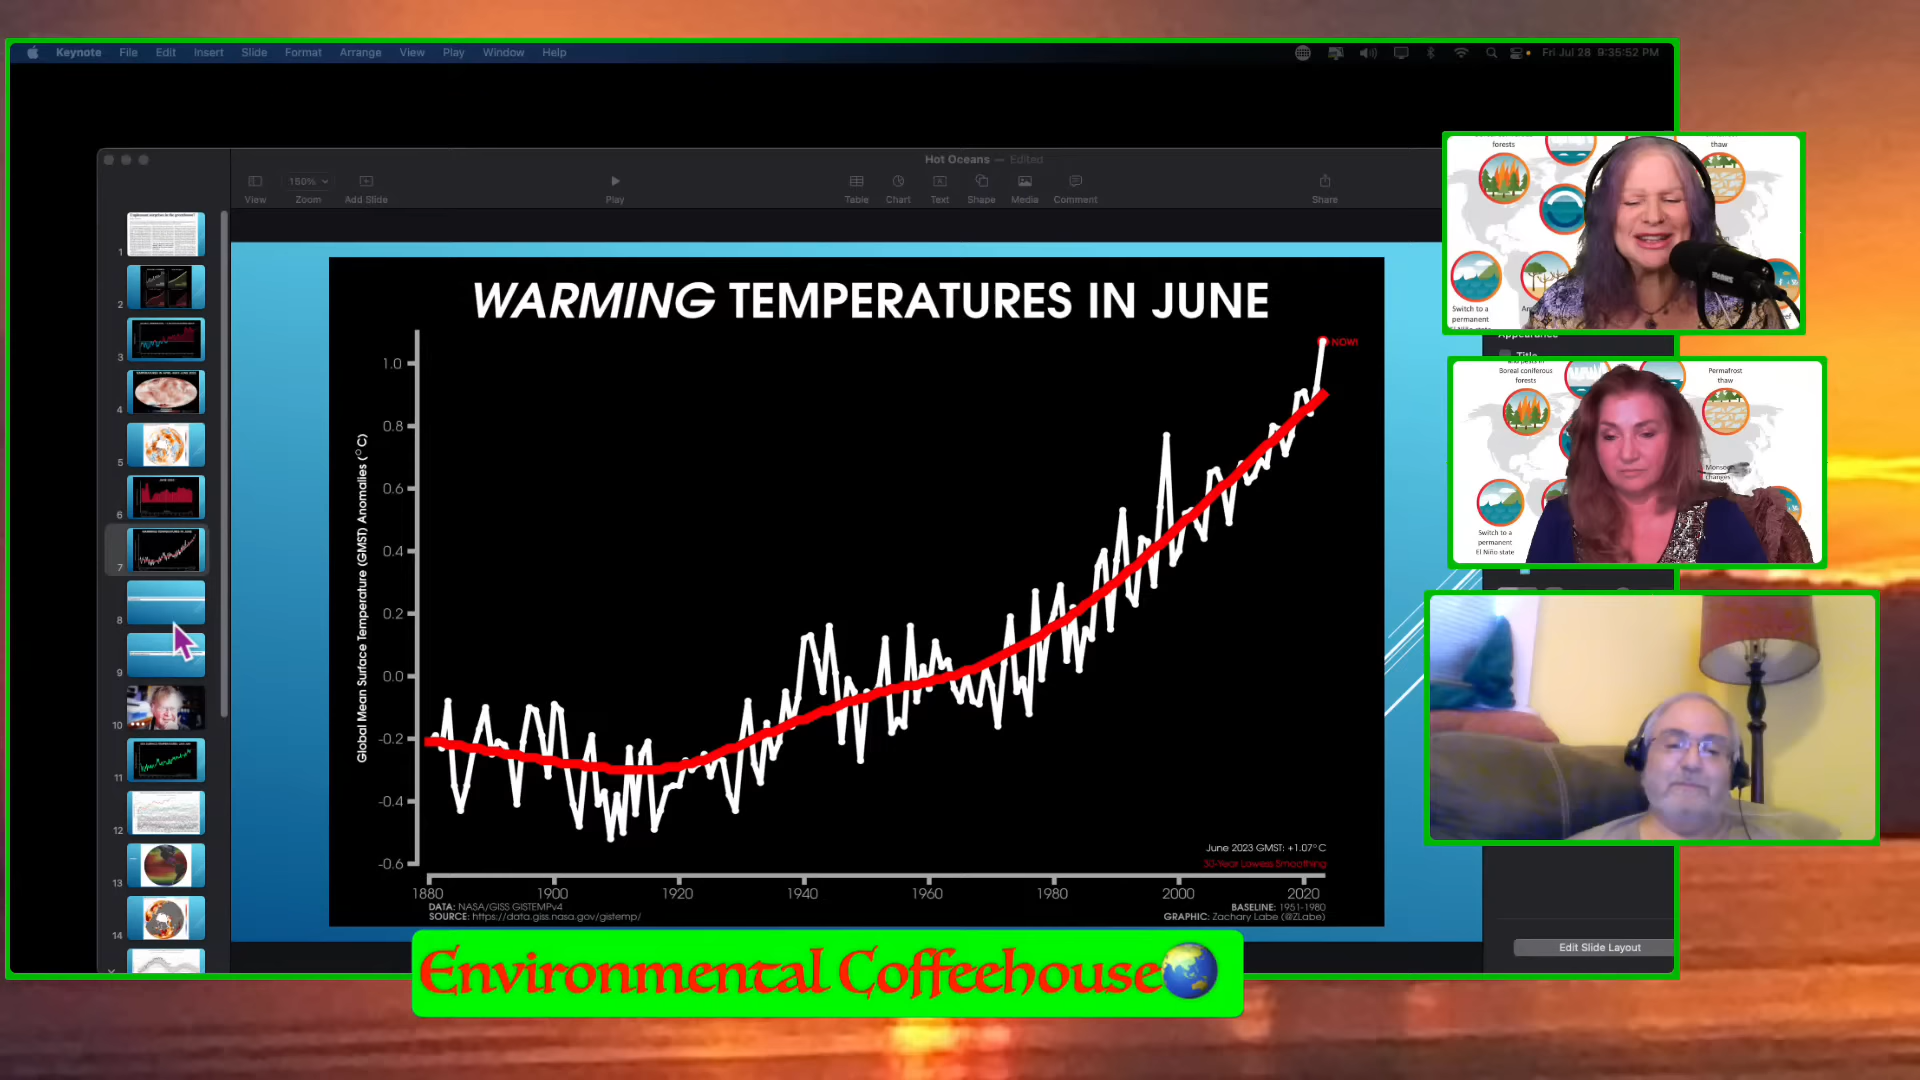 Keynote File Edit Insert Slide Format Arrange View Play Window Help
Fri Jul 28 9:35:52 PM
Hot Oceans — Edited
150%
View Zoom Add Slide
Play
Table Chart Text Shape Media Comment
Share
1
2
3
4
5
6
7
8
9
10
11
12
13
14
WARMING TEMPERATURES IN JUNE
NOW!
Global Mean Surface Temperature (GMST) Anomalies (°C)
1.0
0.8
0.6
0.4
0.2
0.0
-0.2
-0.4
-0.6
1880 1900 1920 1940 1960 1980 2000 2020
June 2023 GMST: +1.07°C
30-Year Lowess Smoothing
DATA: NASA/GISS GISTEMPv4
SOURCE: https://data.giss.nasa.gov/gistemp/
BASELINE: 1951-1980
GRAPHIC: Zachary Labe (@ZLabe)
forests
thaw
Switch to a
permanent
Appearance
Title
Boreal coniferous
forests
Permafrost
thaw
Monsoon
changes
Switch to a
permanent
El Niño state
Edit Slide Layout
Environmental Coffeehouse